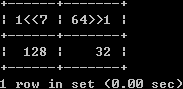 +------+-------+
| 1<<7 | 64>>1 |
+------+-------+
|  128 |    32 |
+------+-------+
1 row in set (0.00 sec)